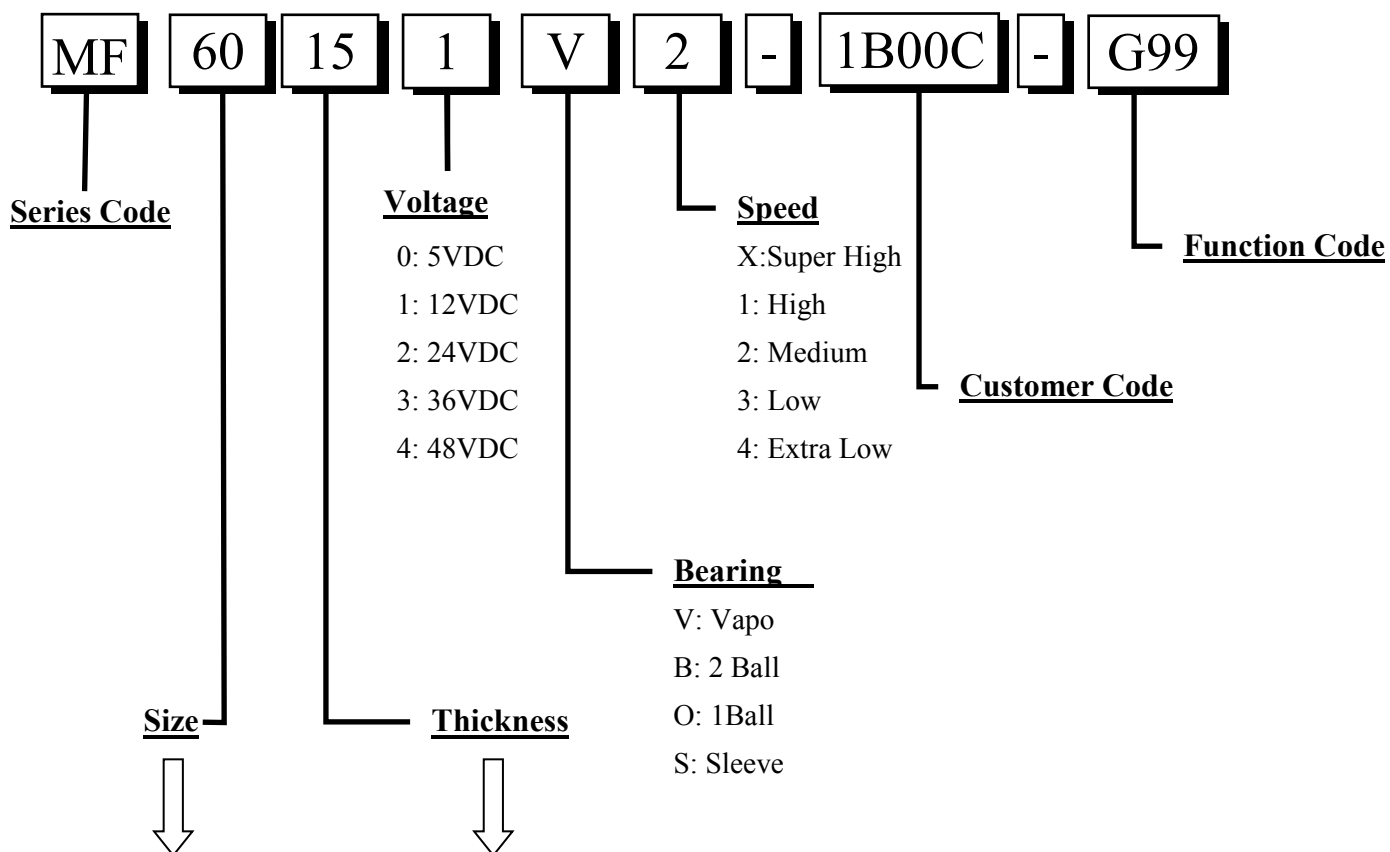 MF 60 15 1 V 2 - 1B00C - G99
Series Code
Voltage
0: 5VDC
1: 12VDC
2: 24VDC
3: 36VDC
4: 48VDC
Speed
X:Super High
1: High
2: Medium
3: Low
4: Extra Low
Function Code
Customer Code
Bearing
V: Vapo
B: 2 Ball
O: 1Ball
S: Sleeve
Size
Thickness